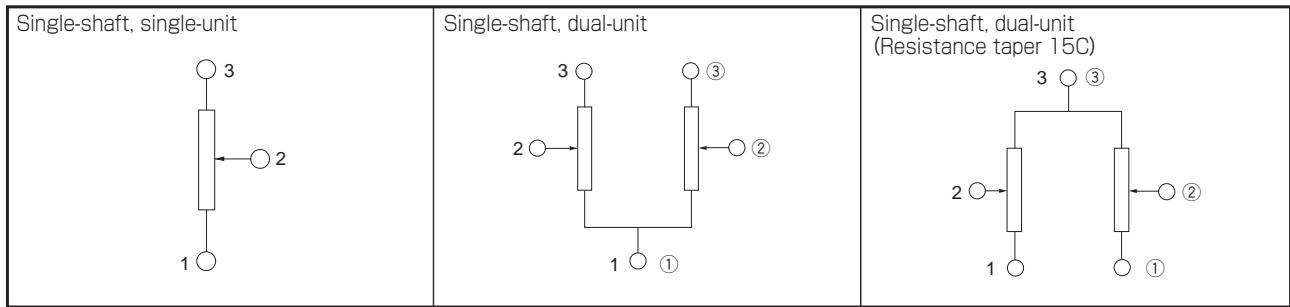 Single-shaft, single-unit
3
2
1
Single-shaft, dual-unit
3 ③
2 ②
1 ①
Single-shaft, dual-unit
(Resistance taper 15C)
3 ③
2 ②
1 ①